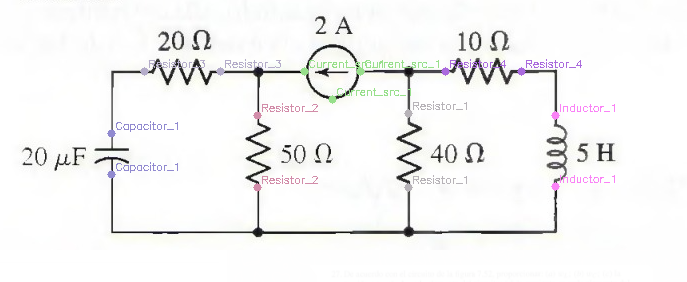 2 A
20 Ω
10 Ω
Resistor_3 Resistor_3 Current_src_1 Current_src_1 Resistor_4 Resistor_4
Current_src_1
Resistor_2 Resistor_1 Inductor_1
Capacitor_1
20 μF 50 Ω 40 Ω 5 H
Capacitor_1
Resistor_2 Resistor_1 Inductor_1